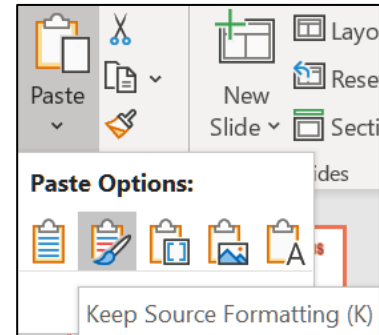 Layo
Paste
New
Rese
Slide
Secti
Paste Options:
ides
A
s
Keep Source Formatting (K)